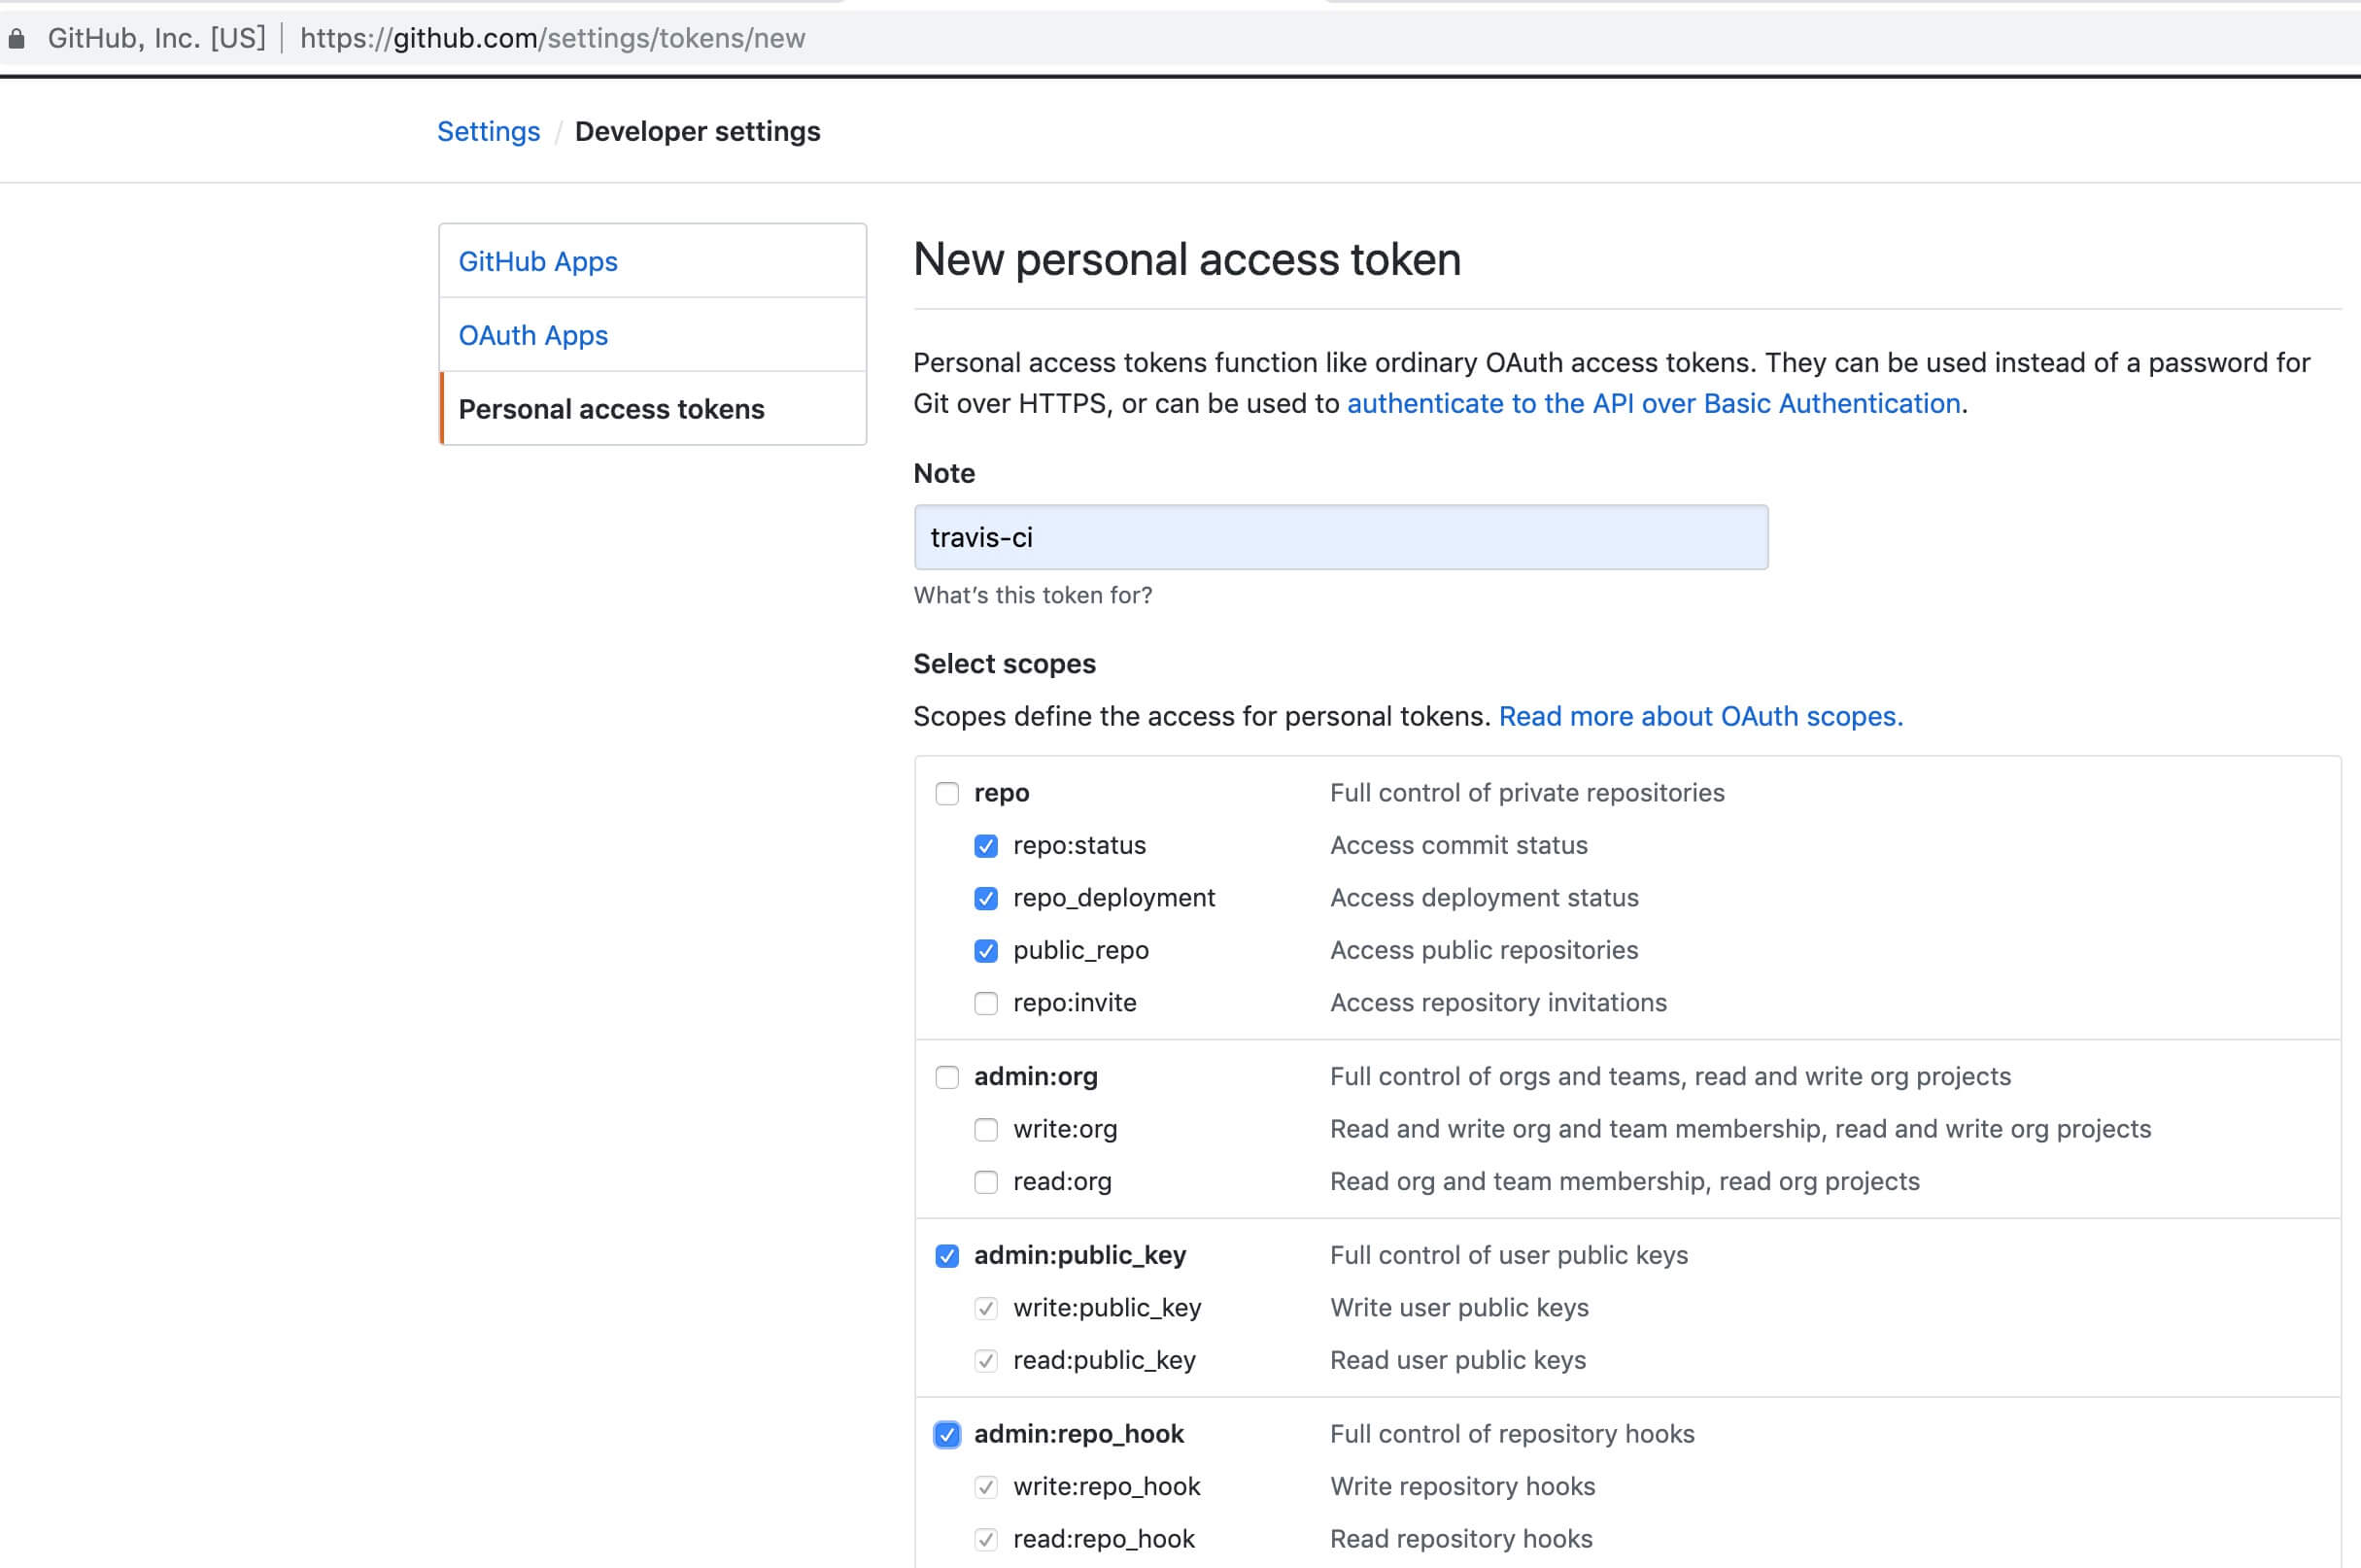 GitHub, Inc. [US] | https://github.com/settings/tokens/new
Settings / Developer settings
GitHub Apps
OAuth Apps
Personal access tokens
New personal access token
Personal access tokens function like ordinary OAuth access tokens. They can be used instead of a password for
Git over HTTPS, or can be used to authenticate to the API over Basic Authentication.
Note
travis-ci
What's this token for?
Select scopes
Scopes define the access for personal tokens. Read more about OAuth scopes.
repo Full control of private repositories
repo:status Access commit status
repo_deployment Access deployment status
public_repo Access public repositories
repo:invite Access repository invitations
admin:org Full control of orgs and teams, read and write org projects
write:org Read and write org and team membership, read and write org projects
read:org Read org and team membership, read org projects
admin:public_key Full control of user public keys
write:public_key Write user public keys
read:public_key Read user public keys
admin:repo_hook Full control of repository hooks
write:repo_hook Write repository hooks
read:repo_hook Read repository hooks